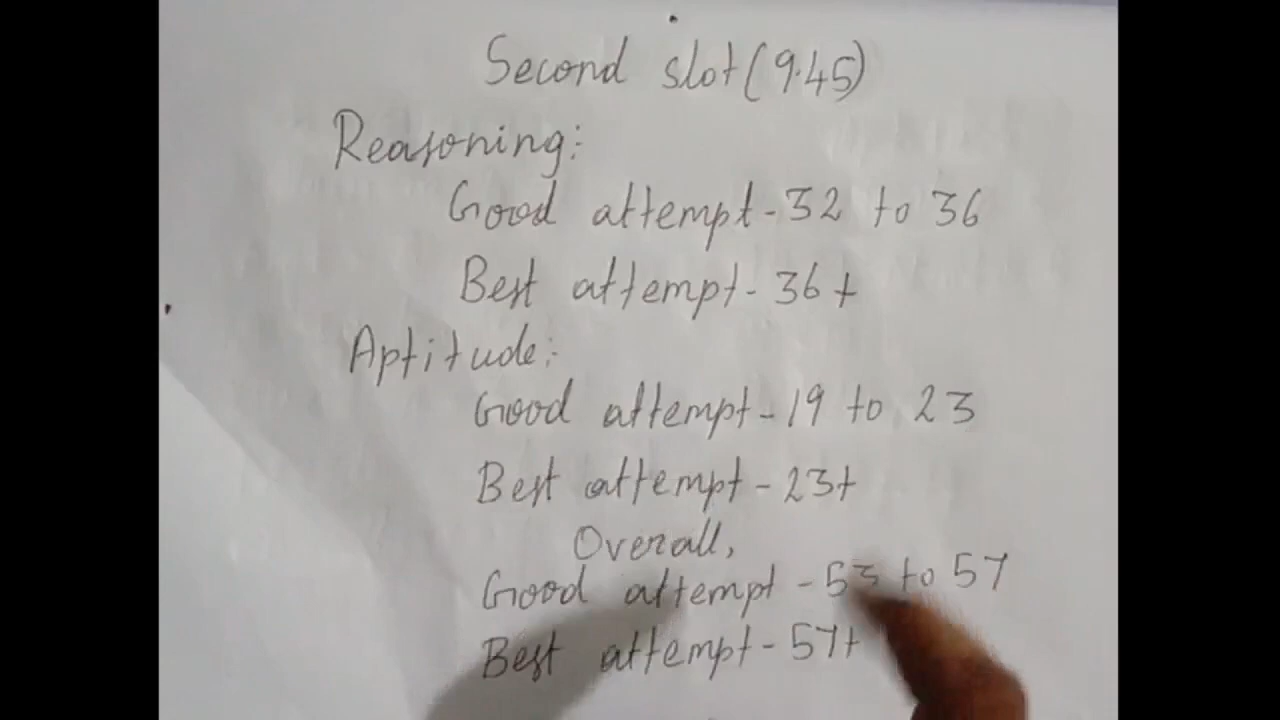 Second slot (9.45)
Reasoning:
Good attempt - 32 to 36
Best attempt - 36+
Aptitude:
Good attempt - 19 to 23
Best attempt - 23+
Overall,
Good attempt - 53 to 57
Best attempt - 57+